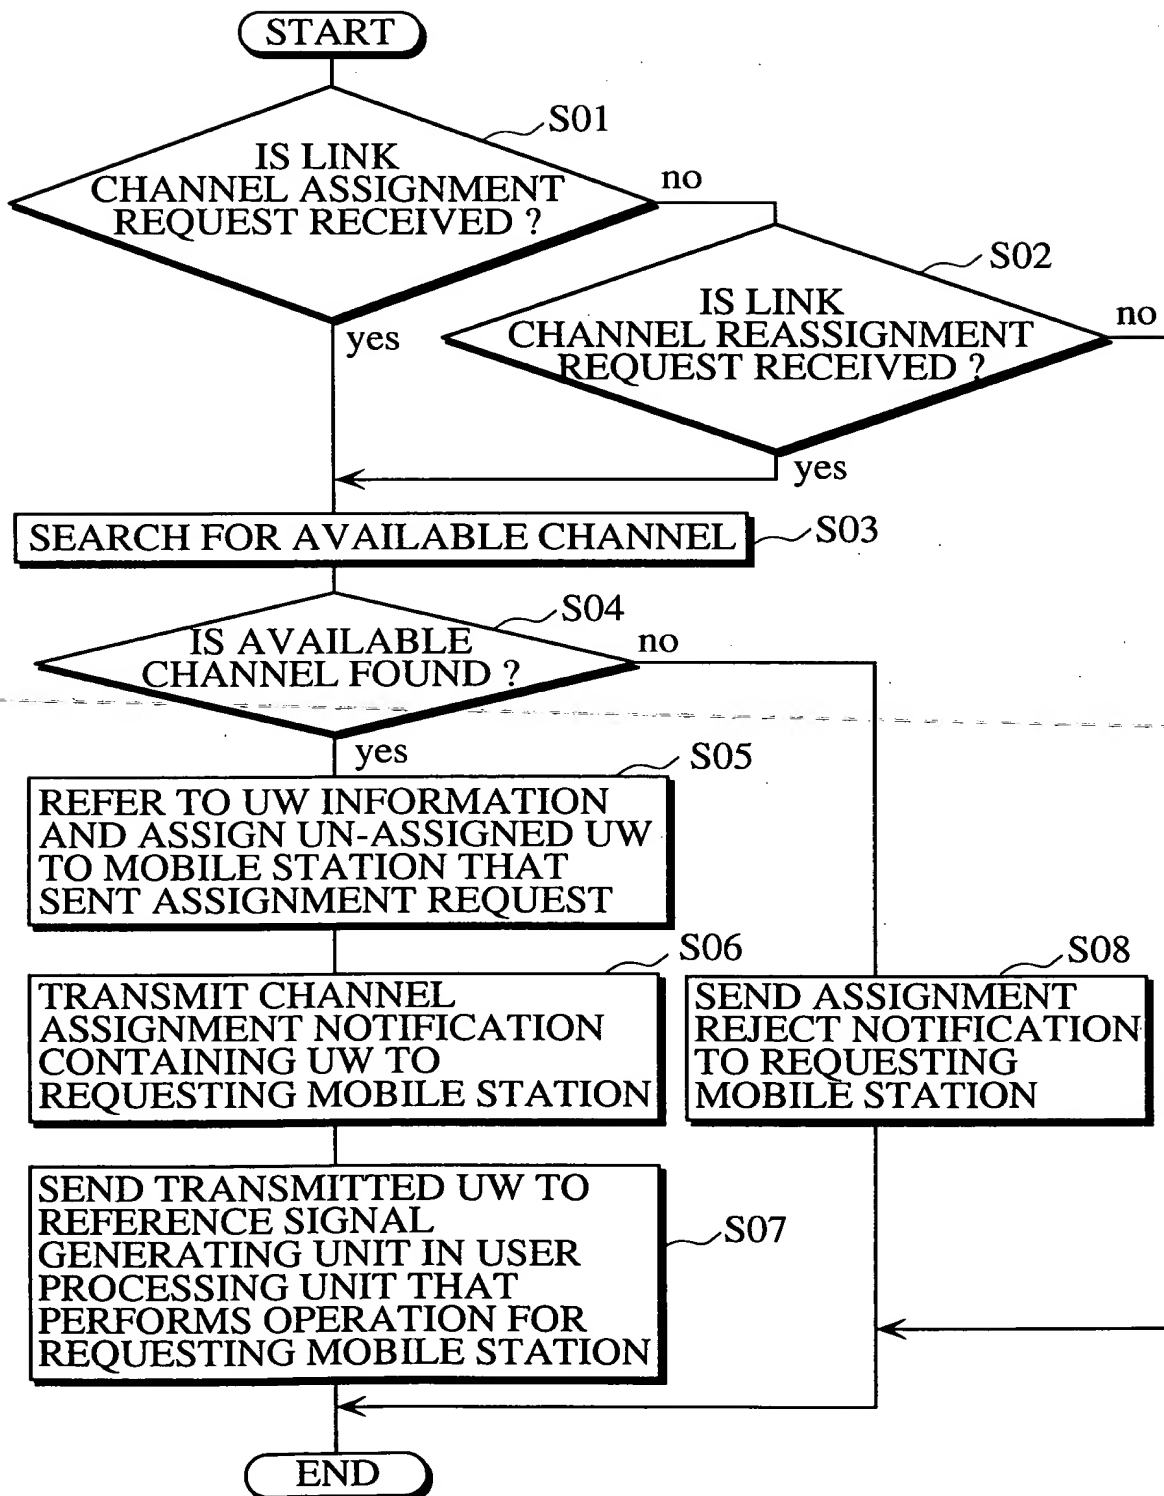 START
S01
IS LINK
CHANNEL ASSIGNMENT
REQUEST RECEIVED ?
no
yes
S02
IS LINK
CHANNEL REASSIGNMENT
REQUEST RECEIVED ?
no
yes
SEARCH FOR AVAILABLE CHANNEL
S03
S04
IS AVAILABLE
CHANNEL FOUND ?
no
yes
S05
REFER TO UW INFORMATION
AND ASSIGN UN-ASSIGNED UW
TO MOBILE STATION THAT
SENT ASSIGNMENT REQUEST
S06
TRANSMIT CHANNEL
ASSIGNMENT NOTIFICATION
CONTAINING UW TO
REQUESTING MOBILE STATION
S08
SEND ASSIGNMENT
REJECT NOTIFICATION
TO REQUESTING
MOBILE STATION
SEND TRANSMITTED UW TO
REFERENCE SIGNAL
GENERATING UNIT IN USER
PROCESSING UNIT THAT
PERFORMS OPERATION FOR
REQUESTING MOBILE STATION
S07
END